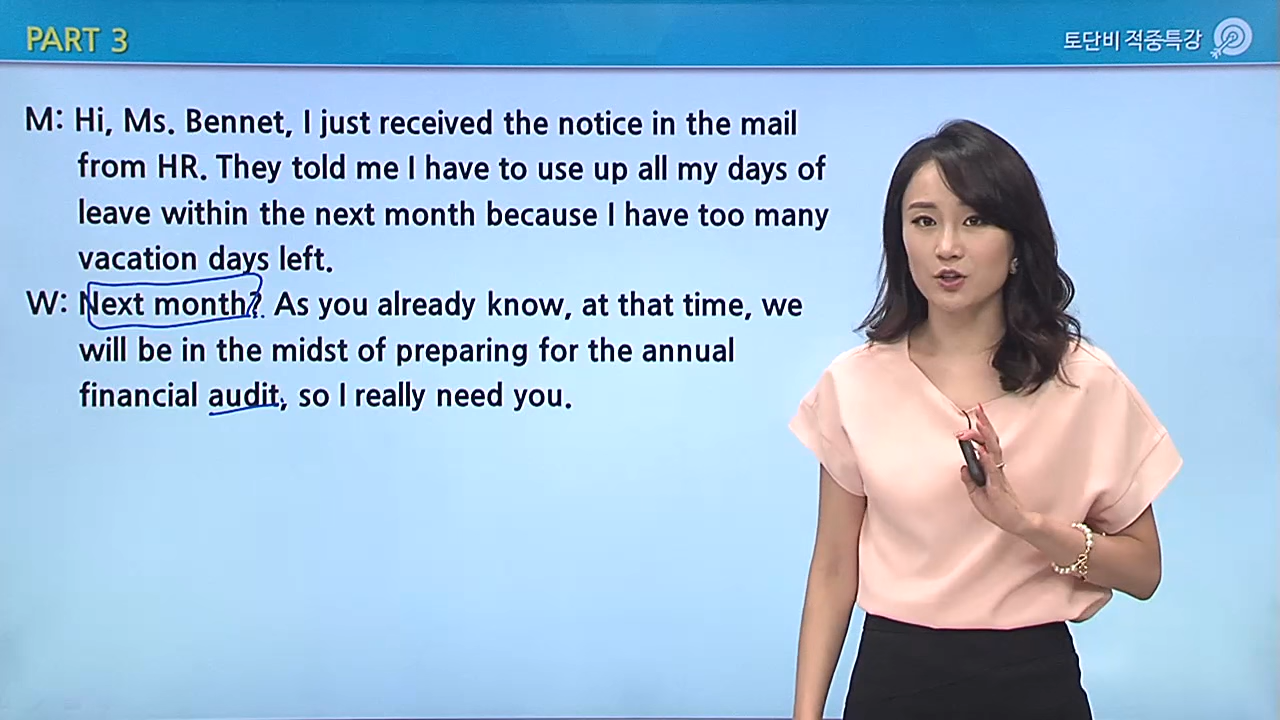 PART 3
토단비 적중특강
M: Hi, Ms. Bennet, I just received the notice in the mail
from HR. They told me I have to use up all my days of
leave within the next month because I have too many
vacation days left.
W: Next month? As you already know, at that time, we
will be in the midst of preparing for the annual
financial audit, so I really need you.